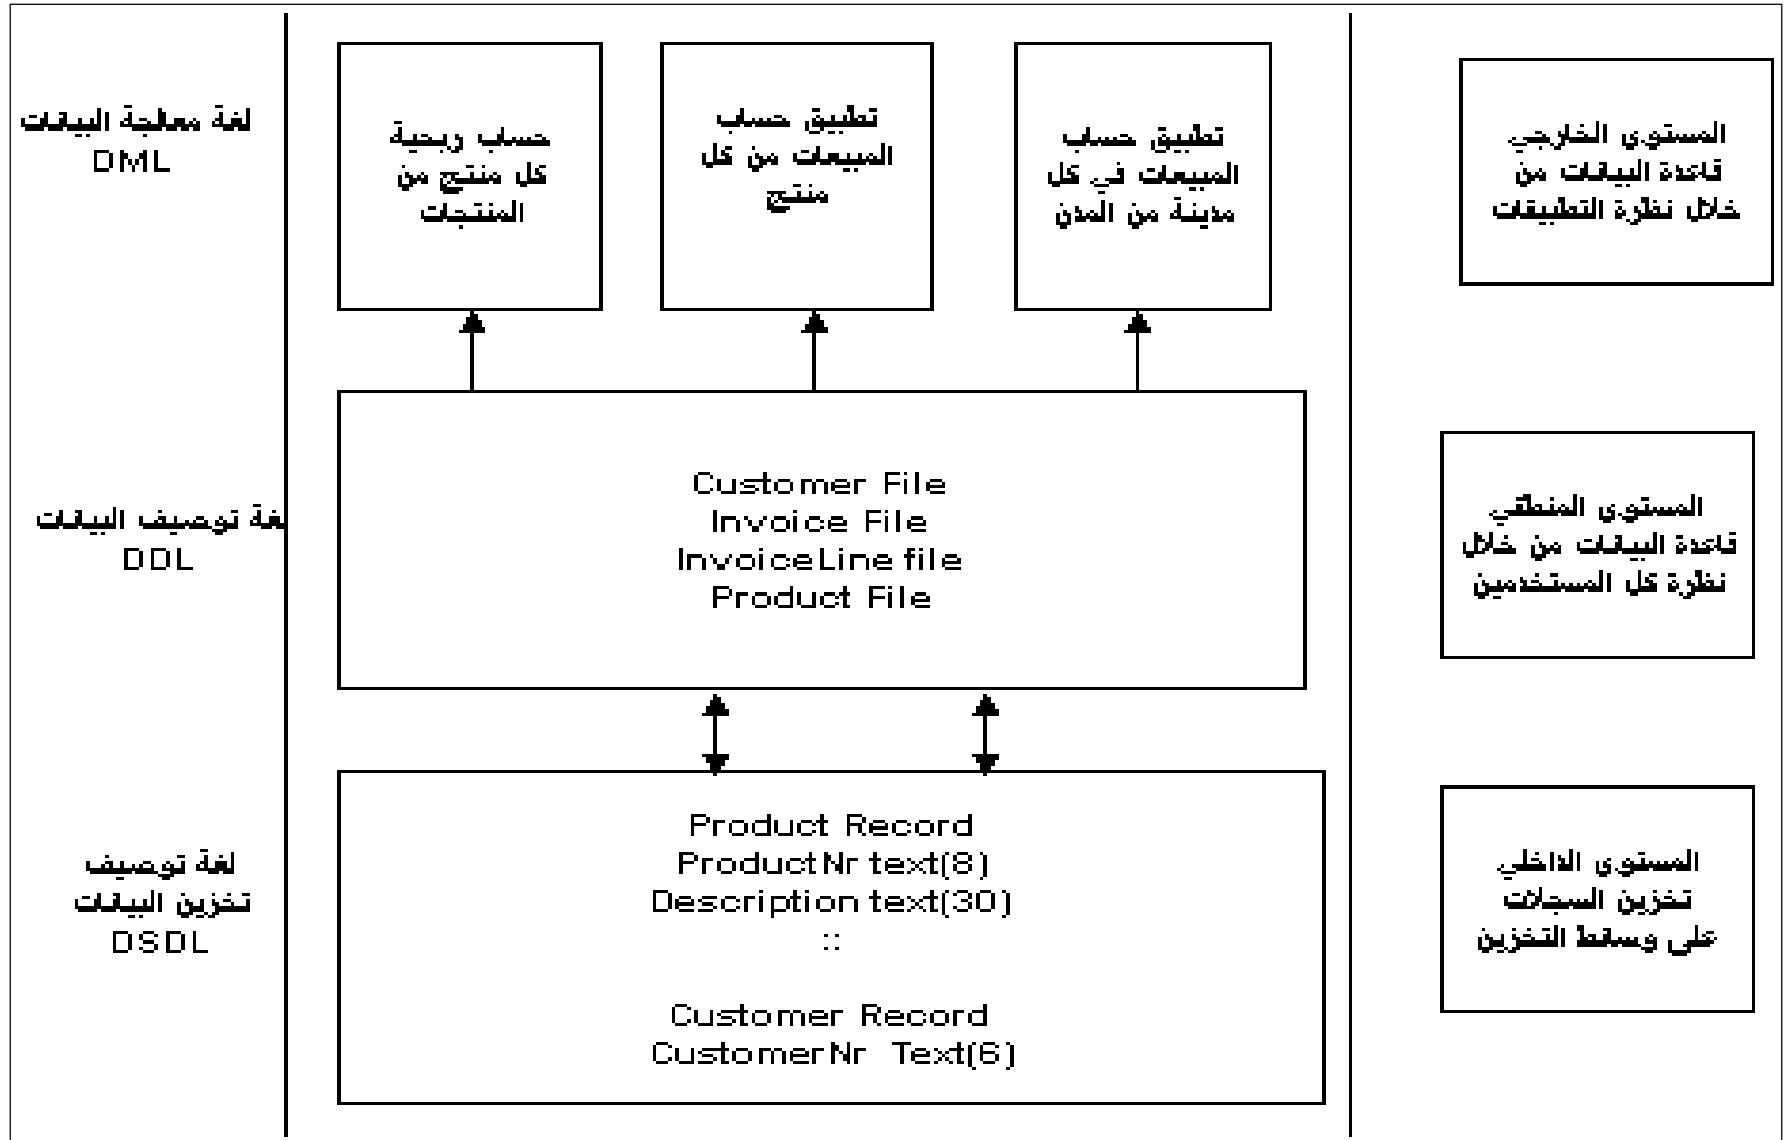 لغة معالجة البيانات
DML
حساب ربحية
كل منتج من
المنتجات
تطبيق حساب
المبيعات من كل
منتج
تطبيق حساب
المبيعات في كل
مدينة من المدن
المستوى الخارجي
قاعدة البيانات من
خلال نظرة التطبيقات
لغة توصيف البيانات
DDL
Customer File
Invoice File
InvoiceLine file
Product File
المستوى المنطقي
قاعدة البيانات من خلال
نظرة كل المستخدمين
لغة توصيف
تخزين البيانات
DSDL
Product Record
ProductNr text(8)
Description text(30)
::
Customer Record
CustomerNr Text(6)
المستوى الداخلي
تخزين السجلات
على وسائط التخزين